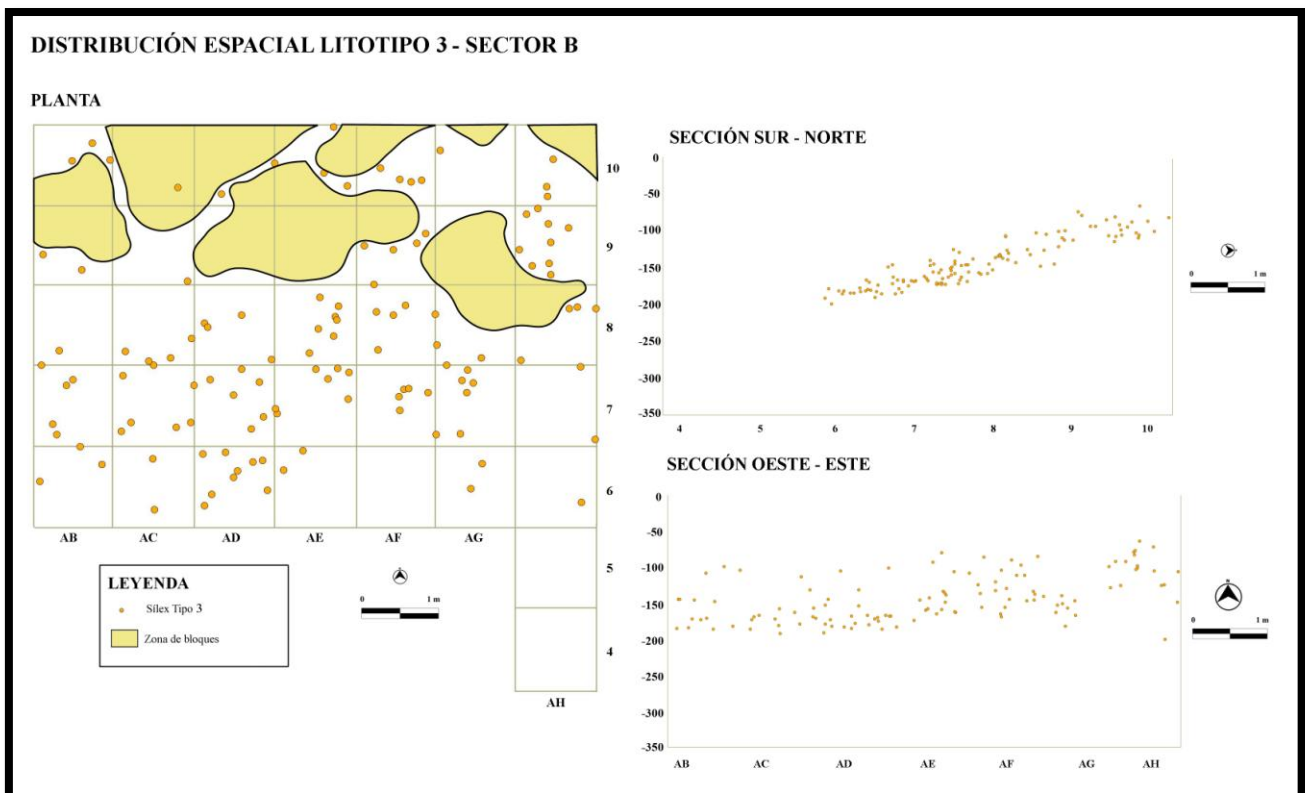 DISTRIBUCIÓN ESPACIAL LITOTIPO 3 - SECTOR B
PLANTA
10
9
8
7
6
5
4
AB AC AD AE AF AG
AH
LEYENDA
Sílex Tipo 3
Zona de bloques
0 1 m
SECCIÓN SUR - NORTE
0
-50
-100
-150
-200
-250
-300
-350
4 5 6 7 8 9 10
0 1 m
SECCIÓN OESTE - ESTE
0
-50
-100
-150
-200
-250
-300
-350
AB AC AD AE AF AG AH
0 1 m